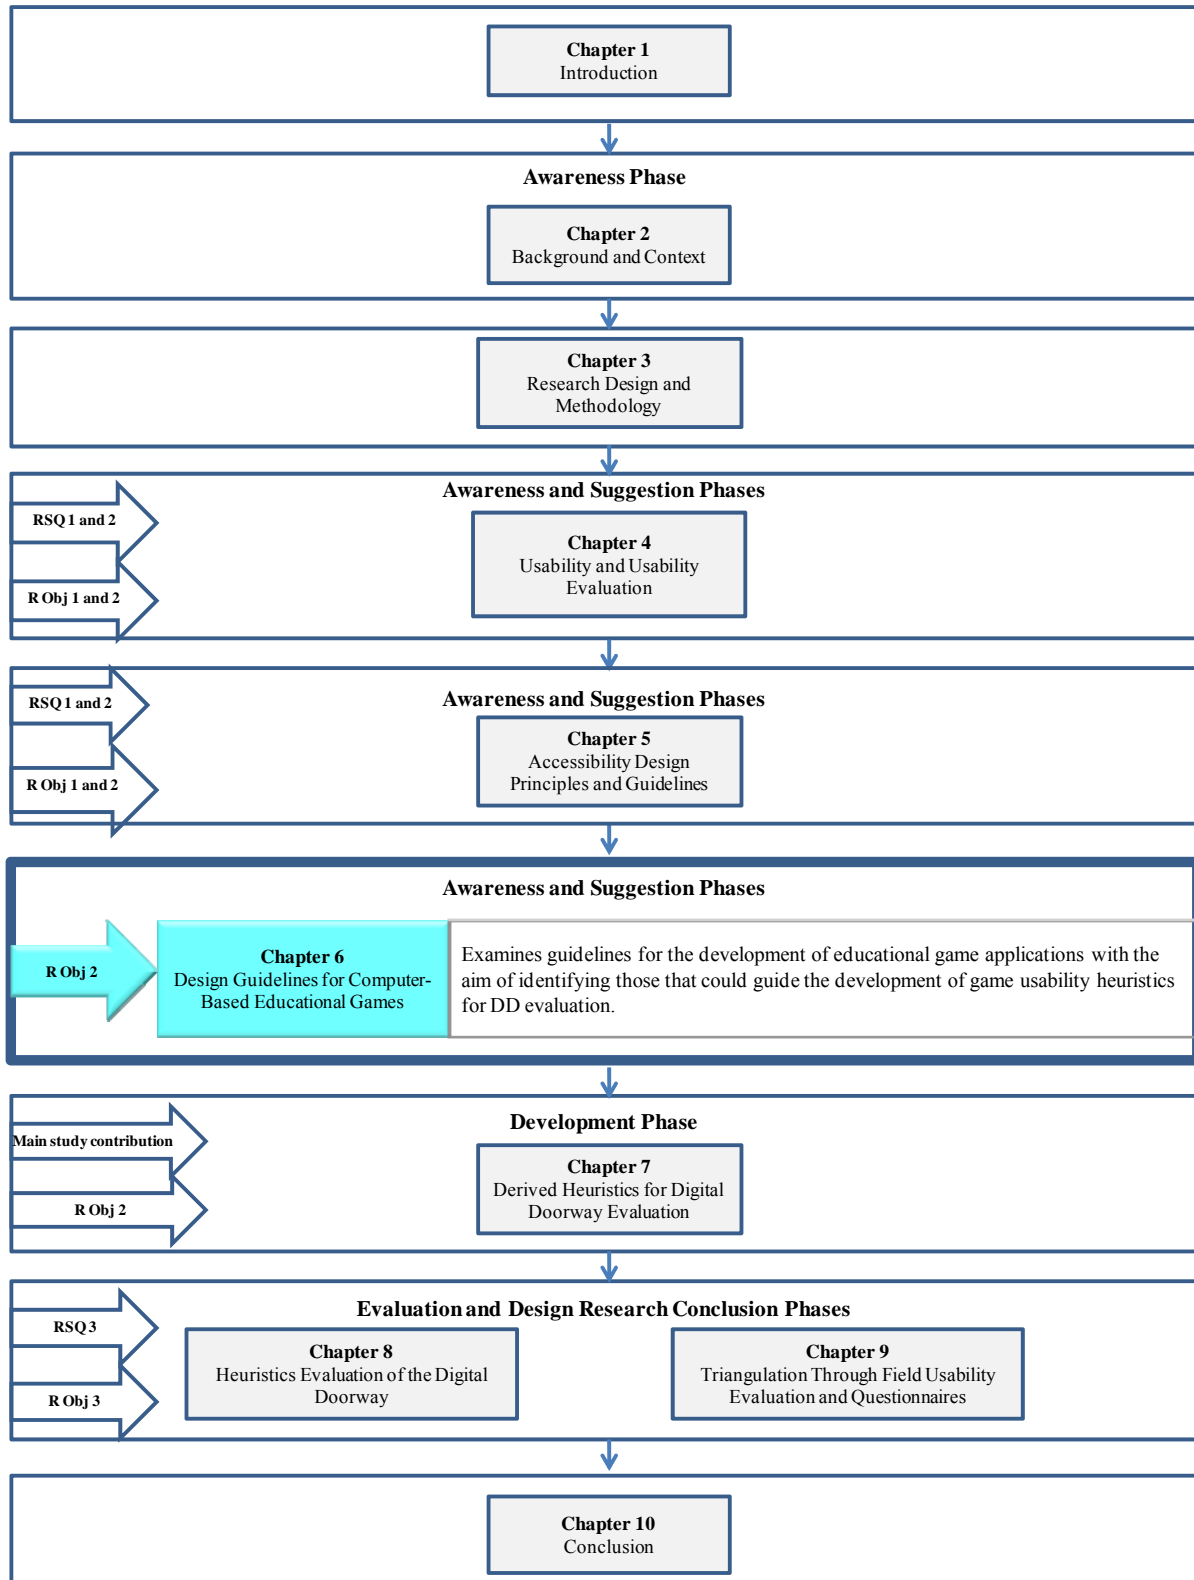 Chapter 1
Introduction
Awareness Phase
Chapter 2
Background and Context
Chapter 3
Research Design and
Methodology
Awareness and Suggestion Phases
RSQ 1 and 2
R Obj 1 and 2
Chapter 4
Usability and Usability
Evaluation
Awareness and Suggestion Phases
RSQ 1 and 2
R Obj 1 and 2
Chapter 5
Accessibility Design
Principles and Guidelines
Awareness and Suggestion Phases
R Obj 2
Chapter 6
Design Guidelines for Computer-
Based Educational Games
Examines guidelines for the development of educational game applications with the
aim of identifying those that could guide the development of game usability heuristics
for DD evaluation.
Development Phase
Main study contribution
R Obj 2
Chapter 7
Derived Heuristics for Digital
Doorway Evaluation
Evaluation and Design Research Conclusion Phases
RSQ 3
R Obj 3
Chapter 8
Heuristics Evaluation of the Digital
Doorway
Chapter 9
Triangulation Through Field Usability
Evaluation and Questionnaires
Chapter 10
Conclusion